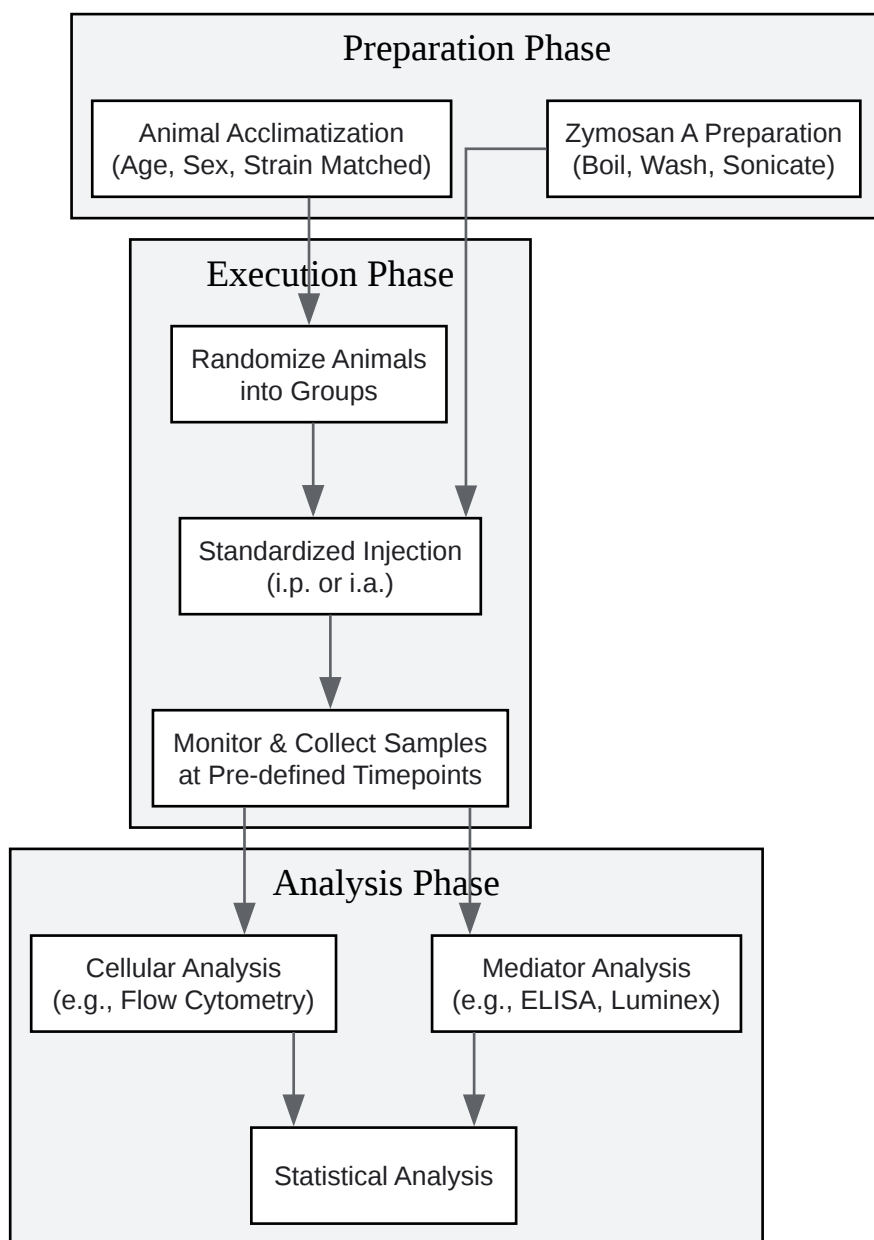 Preparation Phase
Animal Acclimatization
(Age, Sex, Strain Matched)
Zymosan A Preparation
(Boil, Wash, Sonicate)
Execution Phase
Randomize Animals
into Groups
Standardized Injection
(i.p. or i.a.)
Monitor & Collect Samples
at Pre-defined Timepoints
Analysis Phase
Cellular Analysis
(e.g., Flow Cytometry)
Mediator Analysis
(e.g., ELISA, Luminex)
Statistical Analysis